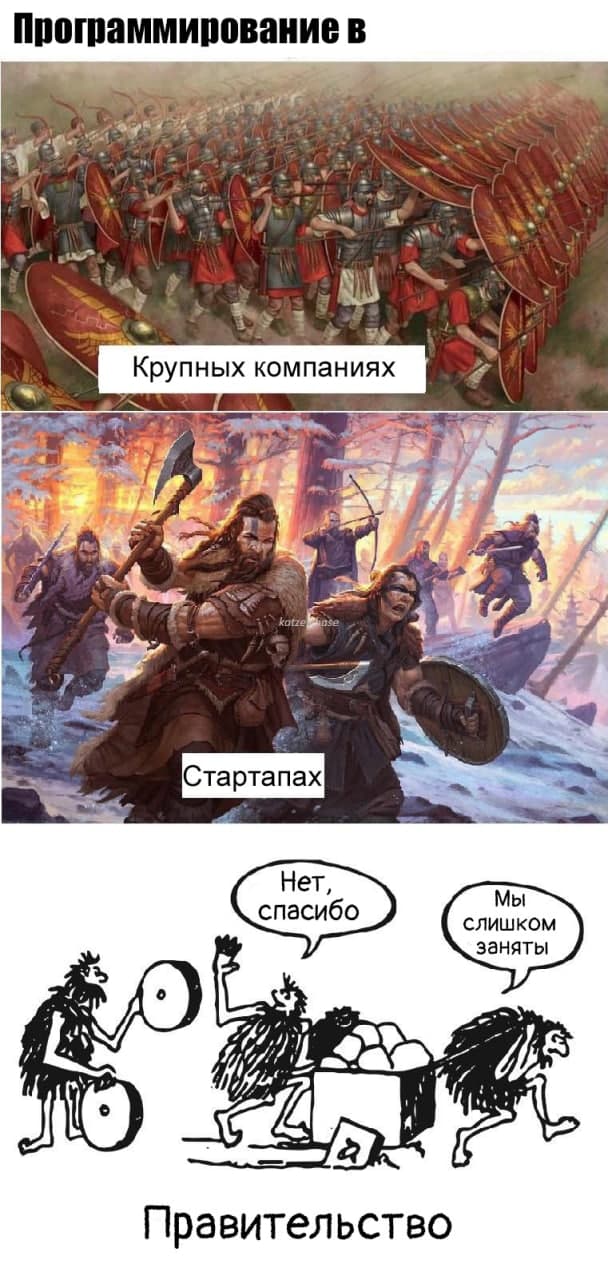 Программирование в
Крупных компаниях
Стартапах
Нет,
спасибо
Мы
слишком
заняты
Правительство